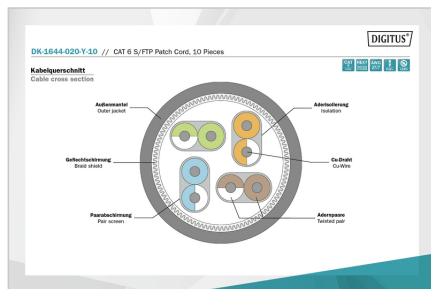 DIGITUS®
DK-1644-020-Y-10 // CAT 6 S/FTP Patch Cord, 10 Pieces
Kabelquerschnitt
Cable cross section
Außenmantel
Outer jacket
Aderisolierung
Isolation
Geflechtschirmung
Braid shield
Cu-Draht
Cu-Wire
Paarabschirmung
Pair screen
Adernpaare
Twisted pair